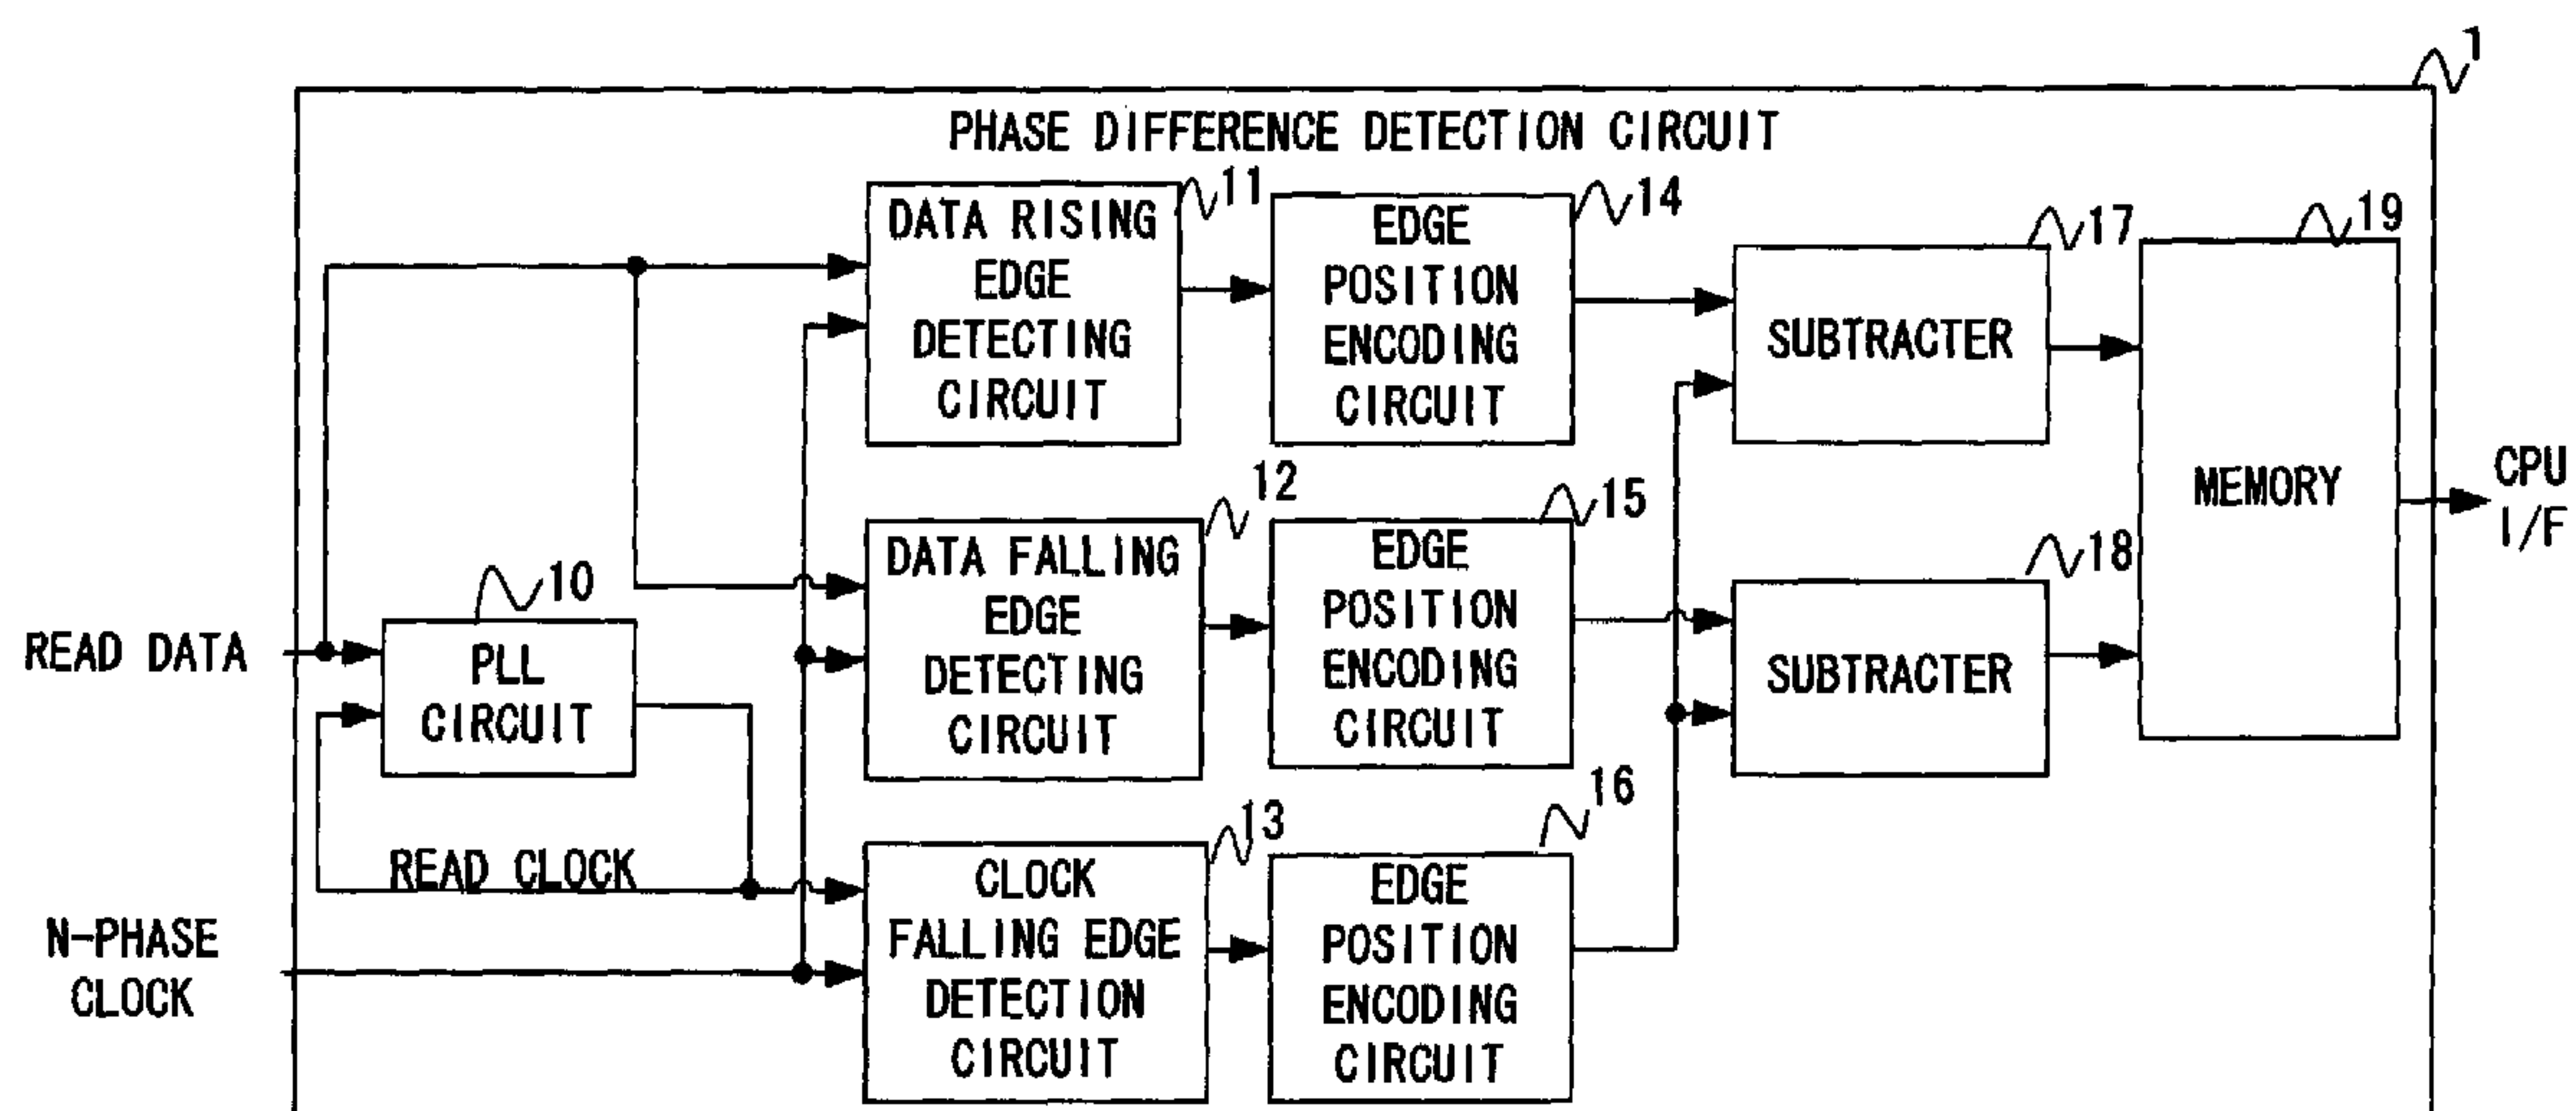 1
PHASE DIFFERENCE DETECTION CIRCUIT
11
DATA RISING
EDGE
DETECTING
CIRCUIT
14
EDGE
POSITION
ENCODING
CIRCUIT
17
SUBTRACTER
19
MEMORY
CPU
I/F
12
DATA FALLING
EDGE
DETECTING
CIRCUIT
15
EDGE
POSITION
ENCODING
CIRCUIT
18
SUBTRACTER
READ DATA
10
PLL
CIRCUIT
READ CLOCK
N-PHASE
CLOCK
13
CLOCK
FALLING EDGE
DETECTION
CIRCUIT
16
EDGE
POSITION
ENCODING
CIRCUIT